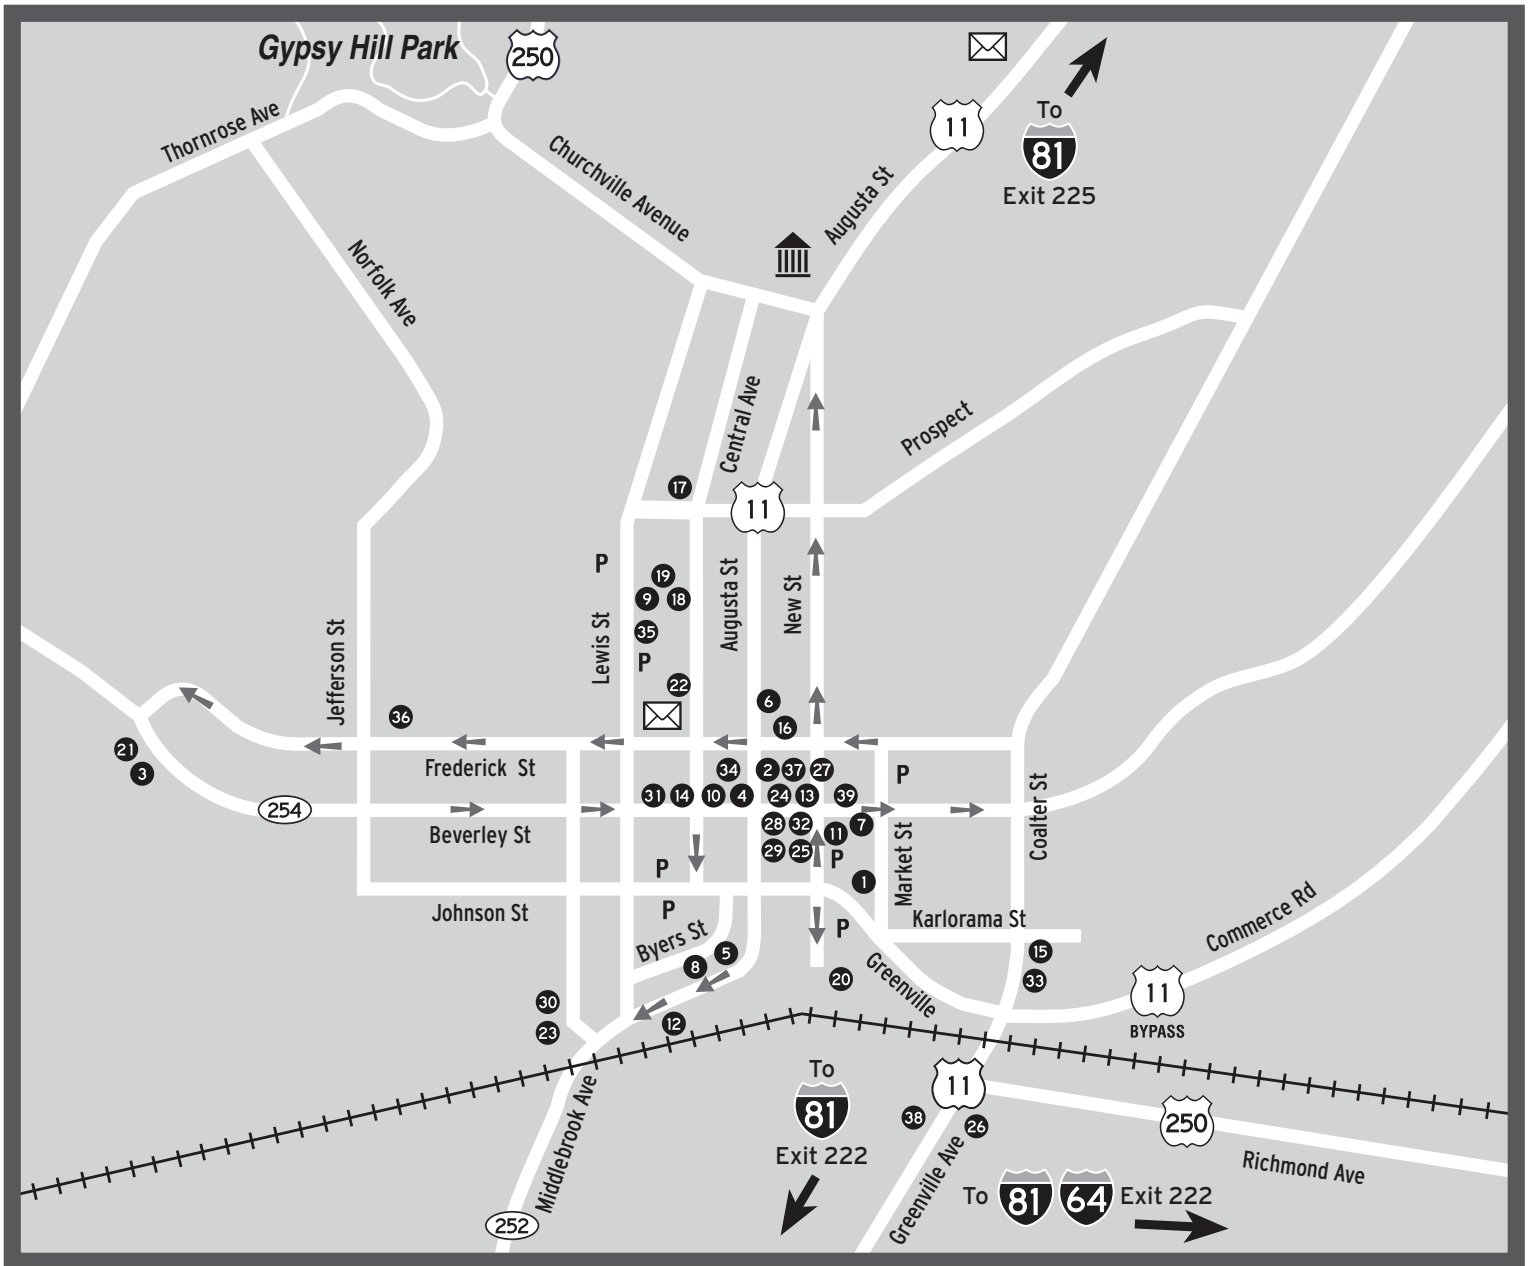 Gypsy Hill Park
250
11
To
81
Exit 225
Thornrose Ave
Churchville Avenue
Augusta St
Norfolk Ave
Central Ave
Prospect
17
11
P
19
9
18
35
P
22
Lewis St
Augusta St
New St
Jefferson St
6
16
36
21
3
Frederick St
34
2
37
27
P
31
14
10
4
24
13
39
254
Beverley St
28
32
11
7
29
25
P
Market St
Coalter St
P
1
Johnson St
P
Karlorama St
P
Byers St
5
8
15
33
20
Greenville
Commerce Rd
11
BYPASS
30
23
12
To
81
Exit 222
11
38
26
250
Richmond Ave
Middlebrook Ave
Greenville Ave
To
81
64
Exit 222
252